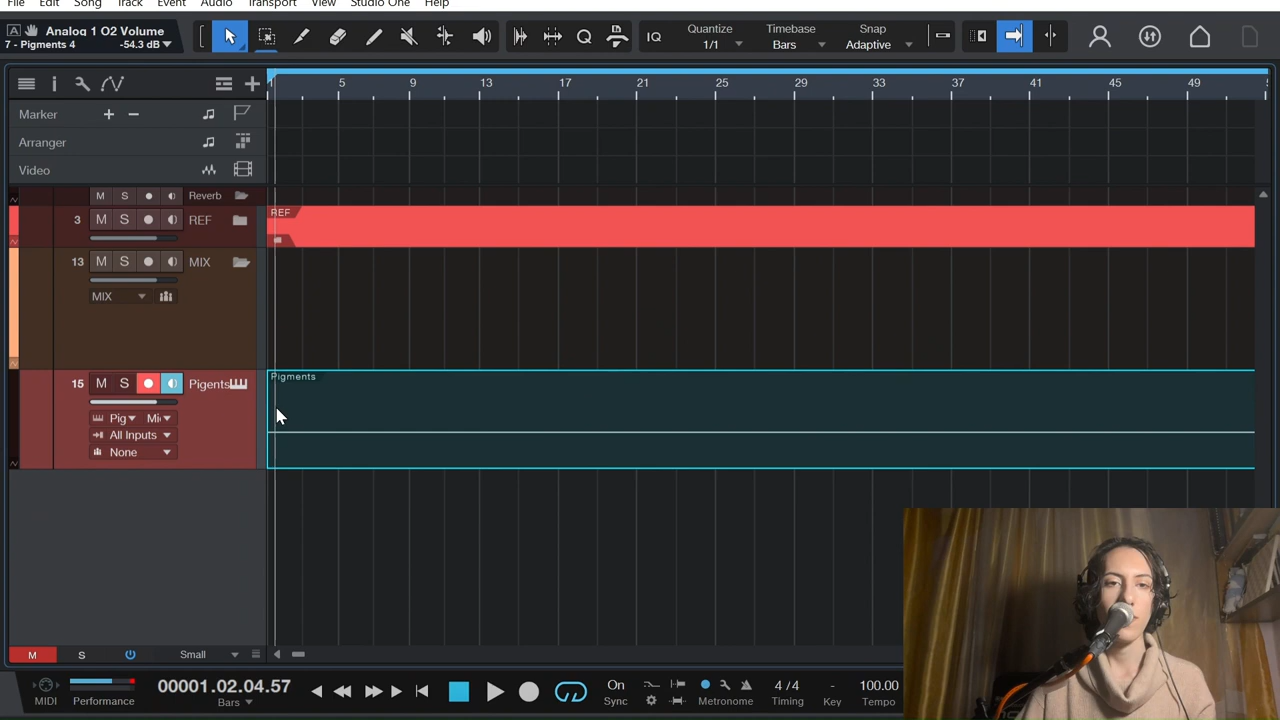 File Edit Song Track Event Audio Transport View Studio One Help
A Analog 1 O2 Volume
7 - Pigments 4 -54.3 dB
IQ
Quantize
1/1
Timebase
Bars
Snap
Adaptive
1 5 9 13 17 21 25 29 33 37 41 45 49
Marker
Arranger
Video
M S Reverb
3 M S REF
REF
13 M S MIX
MIX
15 M S Pigents
Pigments
Pig Mi
All Inputs
None
M S Small
MIDI
Performance
00001.02.04.57
Bars
On
Sync
Metronome
4 / 4
Timing
-
Key
100.00
Tempo